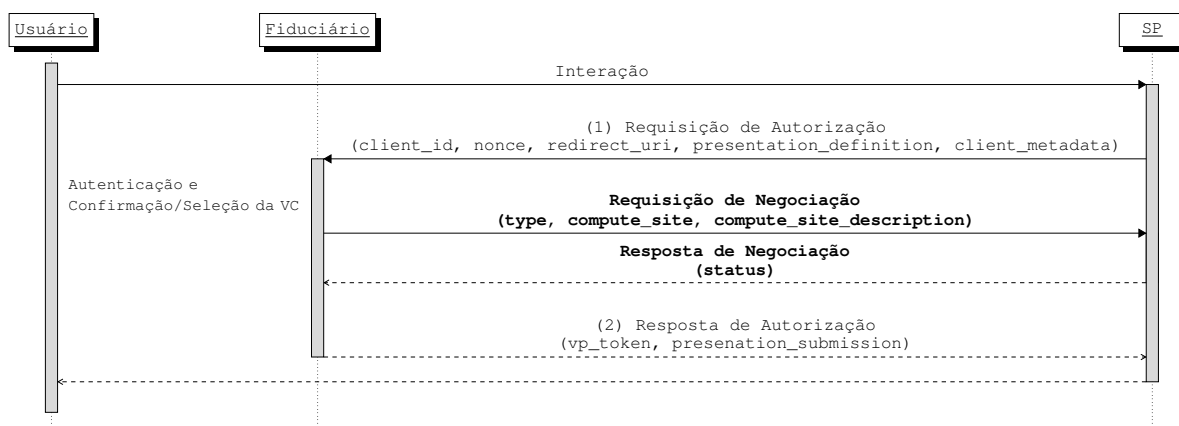 Usuário
Fiduciário
SP
Interação
(1) Requisição de Autorização
(client_id, nonce, redirect_uri, presentation_definition, client_metadata)
Autenticação e
Confirmação/Seleção da VC
Requisição de Negociação
(type, compute_site, compute_site_description)
Resposta de Negociação
(status)
(2) Resposta de Autorização
(vp_token, presenation_submission)